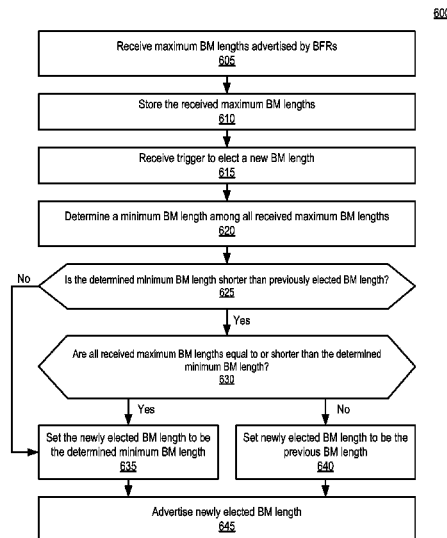 600
Receive maximum BM lengths advertised by BFRs
605
Store the received maximum BM lengths
610
Receive trigger to elect a new BM length
615
Determine a minimum BM length among all received maximum BM lengths
620
No
Is the determined minimum BM length shorter than previously elected BM length?
625
Yes
Are all received maximum BM lengths equal to or shorter than the determined
minimum BM length?
630
Yes
No
Set the newly elected BM length to be
the determined minimum BM length
635
Set newly elected BM length to be the
previous BM length
640
Advertise newly elected BM length
645